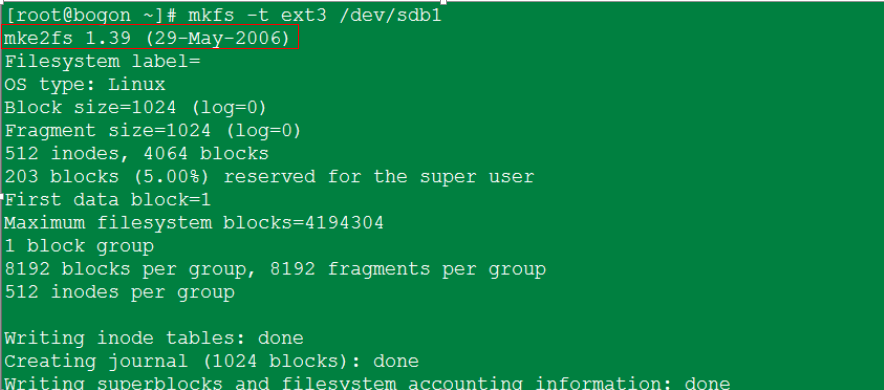 [root@bogon ~]# mkfs -t ext3 /dev/sdb1
mke2fs 1.39 (29-May-2006)
Filesystem label=
OS type: Linux
Block size=1024 (log=0)
Fragment size=1024 (log=0)
512 inodes, 4064 blocks
203 blocks (5.00%) reserved for the super user
First data block=1
Maximum filesystem blocks=4194304
1 block group
8192 blocks per group, 8192 fragments per group
512 inodes per group
Writing inode tables: done
Creating journal (1024 blocks): done
Writing superblocks and filesystem accounting information: done